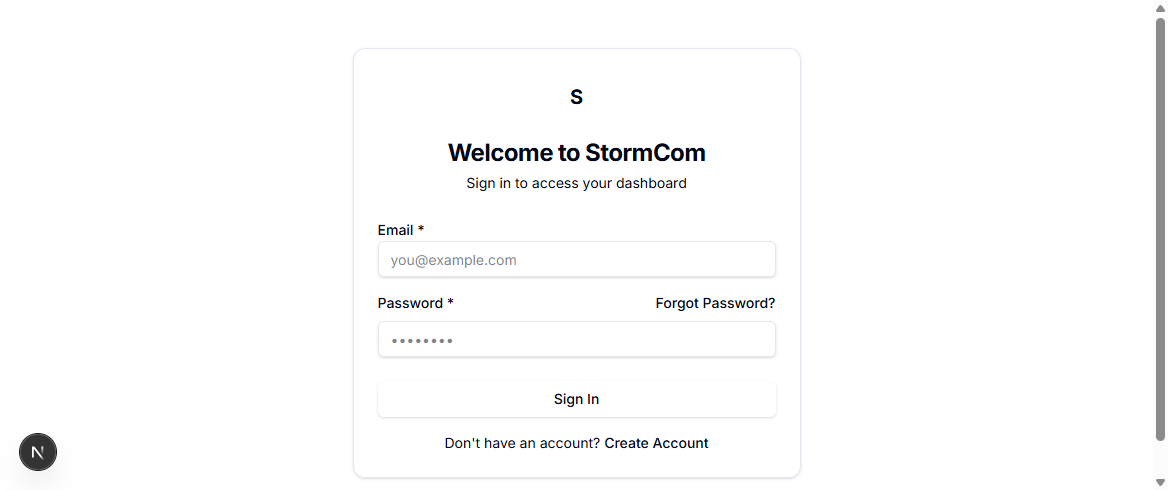 S
Welcome to StormCom
Sign in to access your dashboard
Email *
you@example.com
Password * Forgot Password?
••••••••
Sign In
Don't have an account? Create Account
N